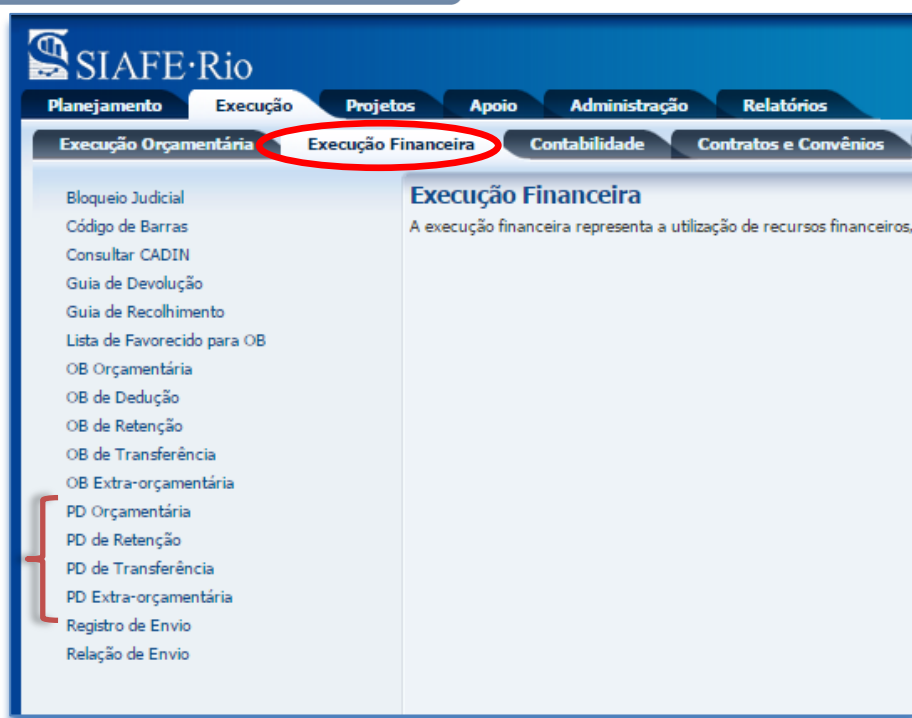 SIAFE·Rio
Planejamento Execução Projetos Apoio Administração Relatórios
Execução Orçamentária Execução Financeira Contabilidade Contratos e Convênios
Bloqueio Judicial
Código de Barras
Consultar CADIN
Guia de Devolução
Guia de Recolhimento
Lista de Favorecido para OB
OB Orçamentária
OB de Dedução
OB de Retenção
OB de Transferência
OB Extra-orçamentária
PD Orçamentária
PD de Retenção
PD de Transferência
PD Extra-orçamentária
Registro de Envio
Relação de Envio
Execução Financeira
A execução financeira representa a utilização de recursos financeiros,